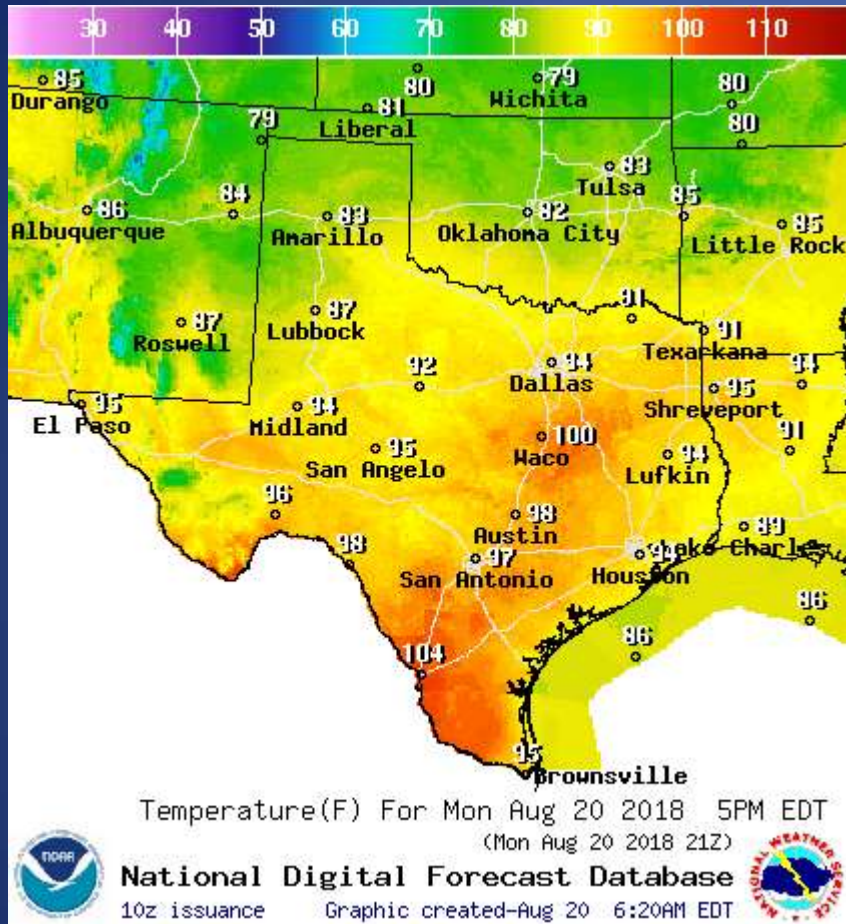 30 40 50 60 70 80 90 100 110
85
Durango
80
79
Wichita
80
81
Liberal
79
80
83
Tulsa
86
Albuquerque
84
83
Amarillo
82
Oklahoma City
85
85
Little Rock
87
Roswell
87
Lubbock
91
91
Texarkana
92
94
Dallas
94
95
Shreveport
95
El Paso
94
Midland
95
San Angelo
100
Waco
94
Lufkin
91
96
98
Austin
89
Lake Charles
98
97
San Antonio
94
Houston
86
86
104
95
Brownsville
Temperature(F) For Mon Aug 20 2018 5PM EDT
(Mon Aug 20 2018 21Z)
NOAA
National Digital Forecast Database
10z issuance Graphic created-Aug 20 6:20AM EDT
NATIONAL WEATHER SERVICE